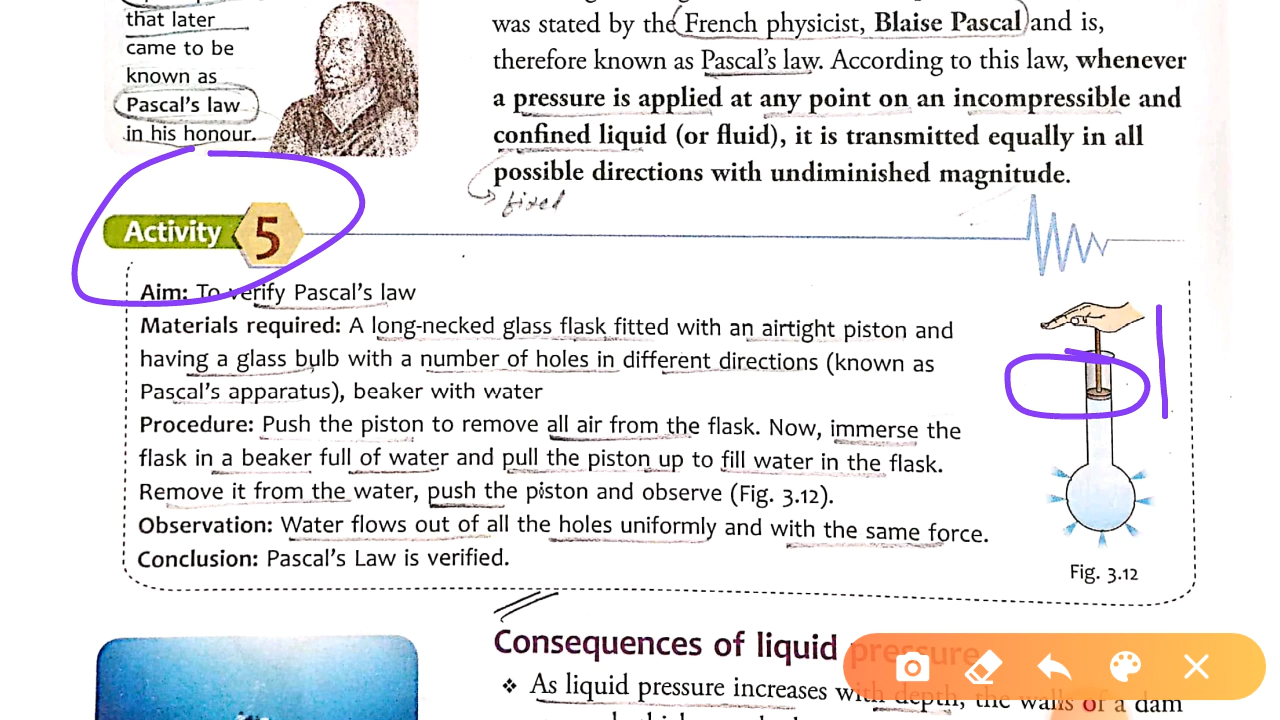 that later
came to be
known as
Pascal's law
in his honour.
was stated by the French physicist, Blaise Pascal and is,
therefore known as Pascal's law. According to this law, whenever
a pressure is applied at any point on an incompressible and
confined liquid (or fluid), it is transmitted equally in all
possible directions with undiminished magnitude.
fixed
Activity 5
Aim: To verify Pascal's law
Materials required: A long-necked glass flask fitted with an airtight piston and
having a glass bulb with a number of holes in different directions (known as
Pascal's apparatus), beaker with water
Procedure: Push the piston to remove all air from the flask. Now, immerse the
flask in a beaker full of water and pull the piston up to fill water in the flask.
Remove it from the water, push the piston and observe (Fig. 3.12).
Observation: Water flows out of all the holes uniformly and with the same force.
Conclusion: Pascal's Law is verified.
Fig. 3.12
Consequences of liquid pressure
❖ As liquid pressure increases with depth, the walls of a dam